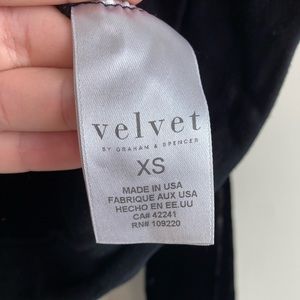 velvet
BY GRAHAM & SPENCER
XS
MADE IN USA
FABRIQUE AUX USA
HECHO EN EE.UU
CA# 42241
RN# 109220